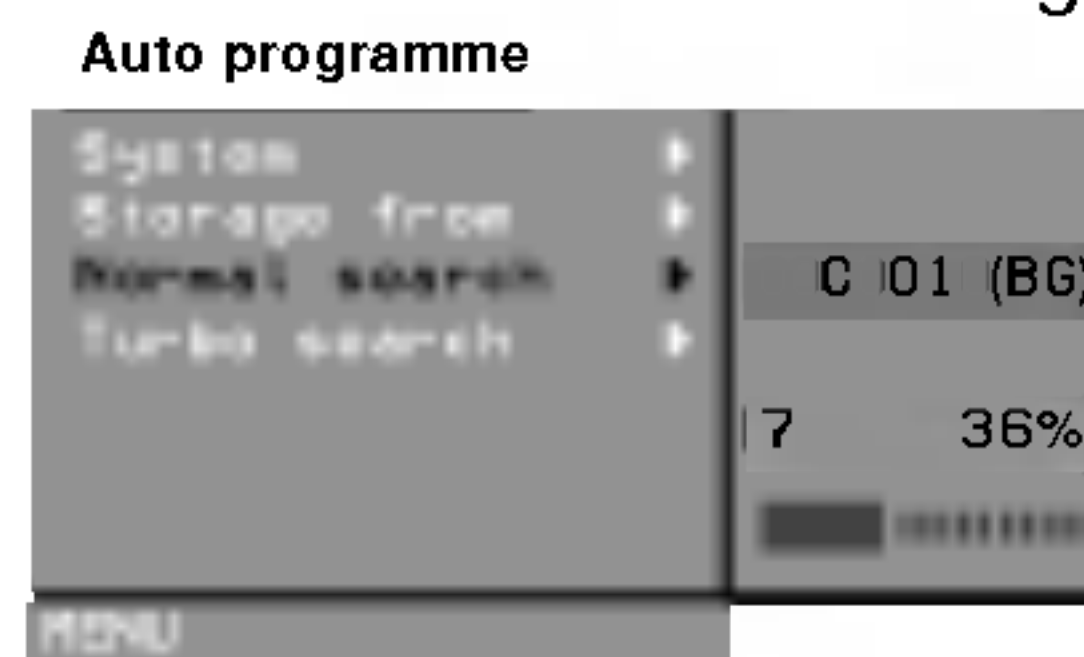 Auto programme
System
Storage from
Normal search
Turbo search
C 01 (BG)
7 36%
MENU